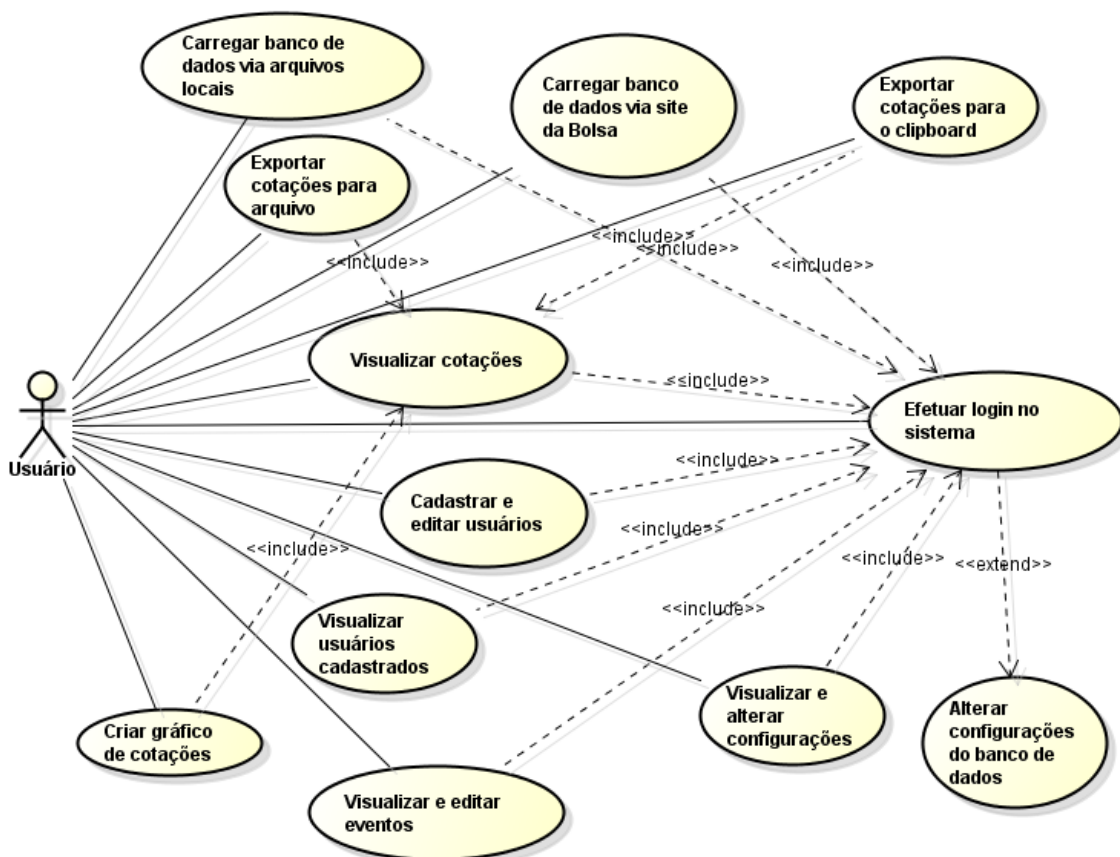 Carregar banco de
dados via arquivos
locais
Carregar banco
de dados via site
da Bolsa
Exportar
cotações para
o clipboard
Exportar
cotações para
arquivo
<<include>>
<<include>>
<<include>>
<<include>>
Visualizar cotações
<<include>>
Efetuar login no
sistema
Usuário
<<include>>
Cadastrar e
editar usuários
<<include>>
<<include>>
<<include>>
<<extend>>
<<include>>
Visualizar
usuários
cadastrados
Visualizar e
alterar
configurações
Alterar
configurações
do banco de
dados
Criar gráfico
de cotações
Visualizar e editar
eventos